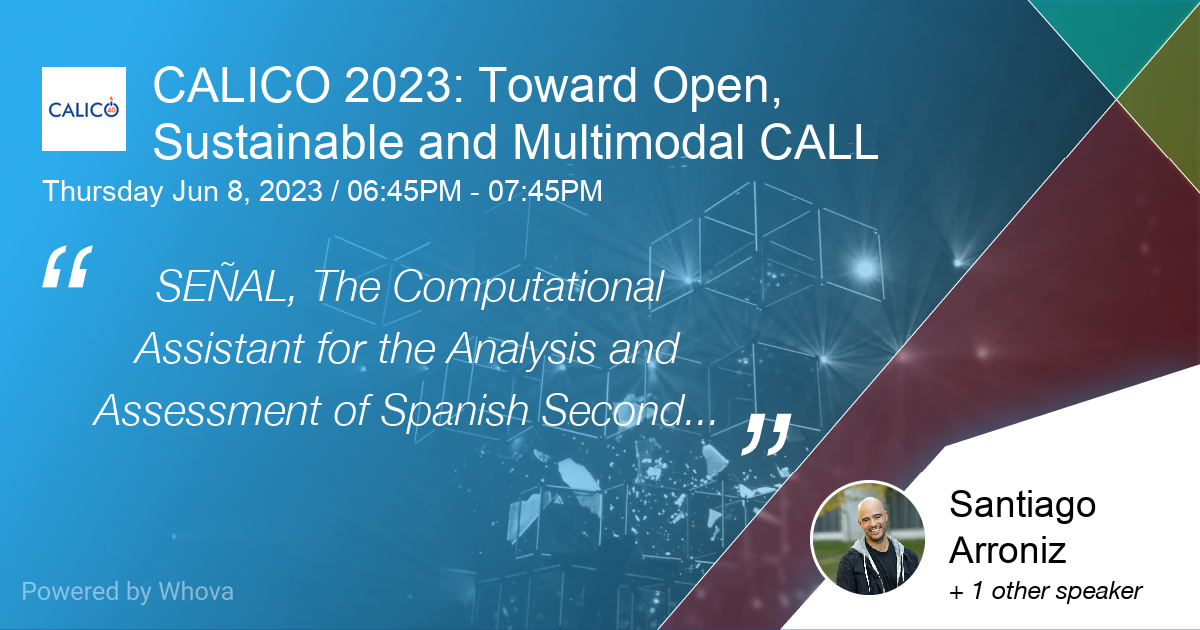 CALICO
40
CALICO 2023: Toward Open,
Sustainable and Multimodal CALL
Thursday Jun 8, 2023 / 06:45PM - 07:45PM
“
SEÑAL, The Computational
Assistant for the Analysis and
Assessment of Spanish Second...
”
Santiago
Arroniz
+ 1 other speaker
Powered by Whova